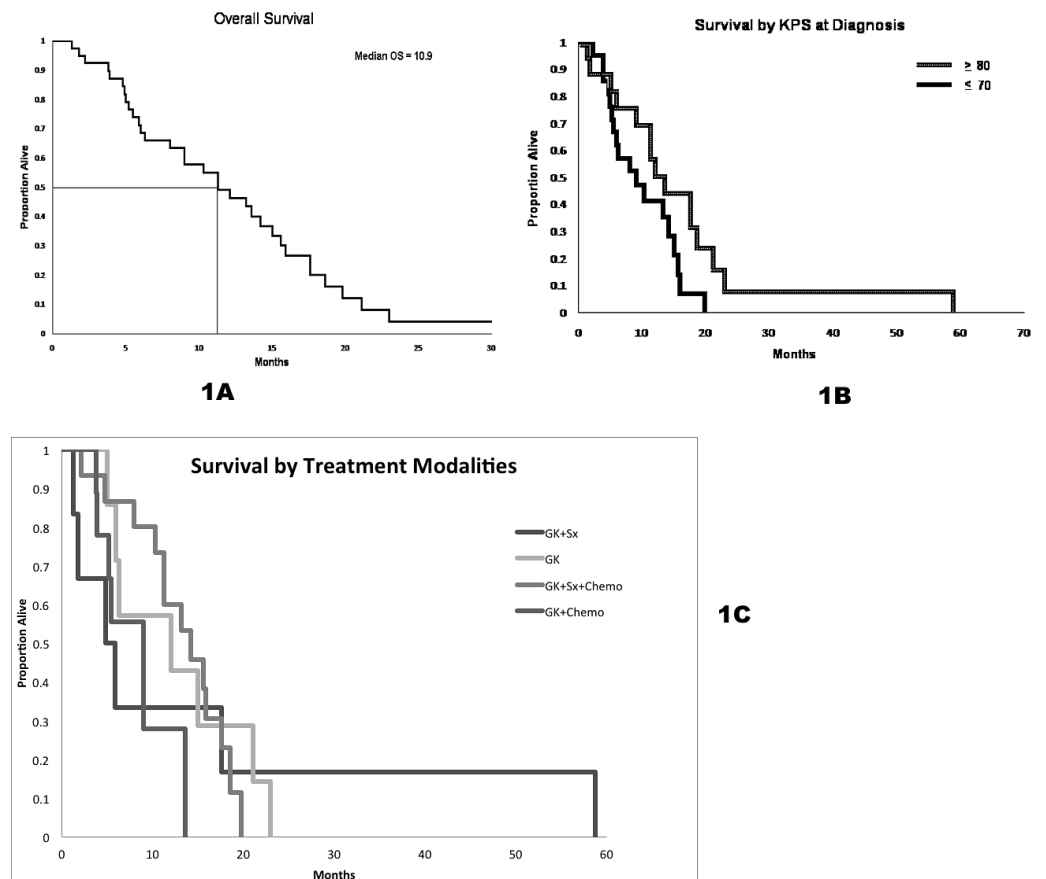 Overall Survival
Median OS = 10.9
1
0.9
0.8
0.7
0.6
0.5
0.4
0.3
0.2
0.1
0
Proportion Alive
0 5 10 15 20 25 30
Months
1A
Survival by KPS at Diagnosis
≥ 80
≤ 70
1
0.9
0.8
0.7
0.6
0.5
0.4
0.3
0.2
0.1
0
Proportion Alive
0 10 20 30 40 50 60 70
Months
1B
Survival by Treatment Modalities
GK+Sx
GK
GK+Sx+Chemo
GK+Chemo
1
0.9
0.8
0.7
0.6
0.5
0.4
0.3
0.2
0.1
0
Proportion Alive
0 10 20 30 40 50 60
Months
1C